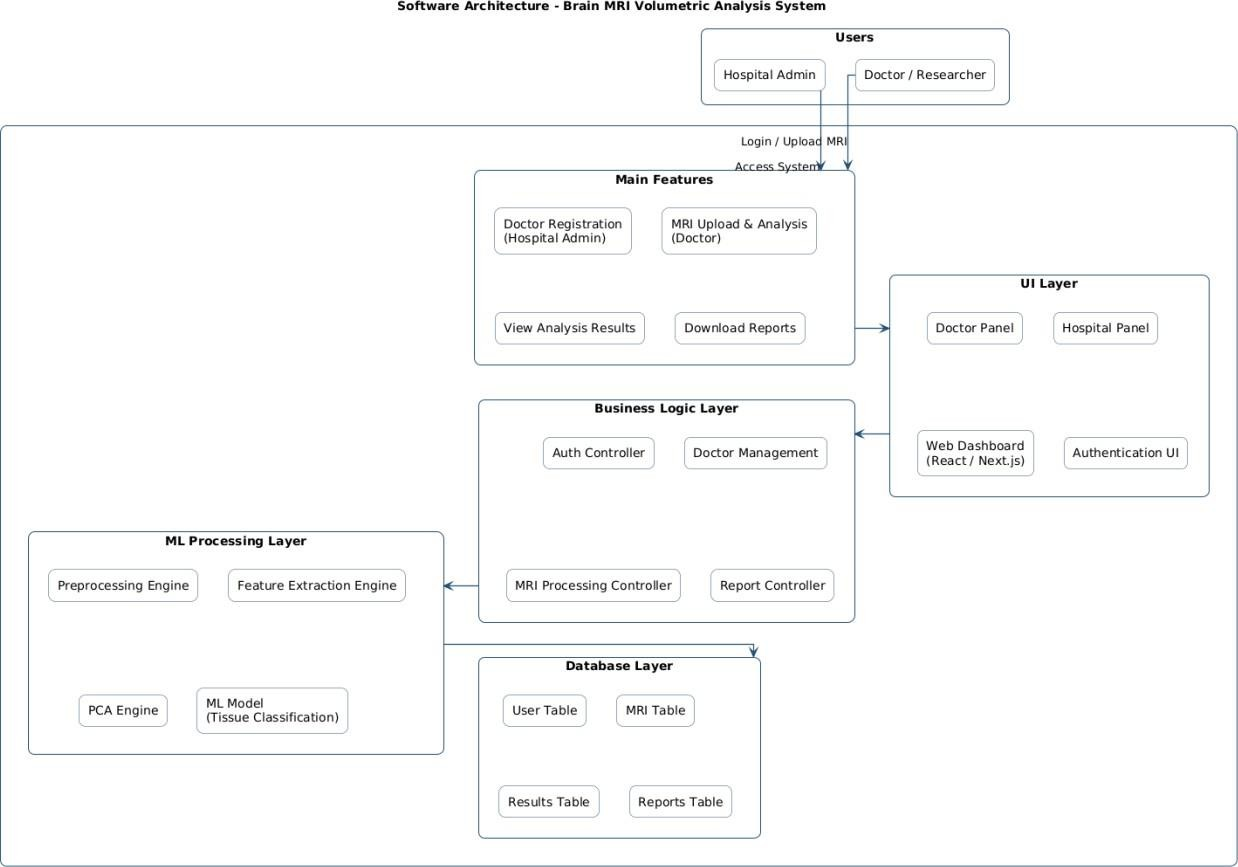 Software Architecture - Brain MRI Volumetric Analysis System
Users
Hospital Admin
Doctor / Researcher
Login / Upload MRI
Access System
Main Features
Doctor Registration
(Hospital Admin)
MRI Upload & Analysis
(Doctor)
View Analysis Results
Download Reports
UI Layer
Doctor Panel
Hospital Panel
Web Dashboard
(React / Next.js)
Authentication UI
Business Logic Layer
Auth Controller
Doctor Management
MRI Processing Controller
Report Controller
ML Processing Layer
Preprocessing Engine
Feature Extraction Engine
PCA Engine
ML Model
(Tissue Classification)
Database Layer
User Table
MRI Table
Results Table
Reports Table